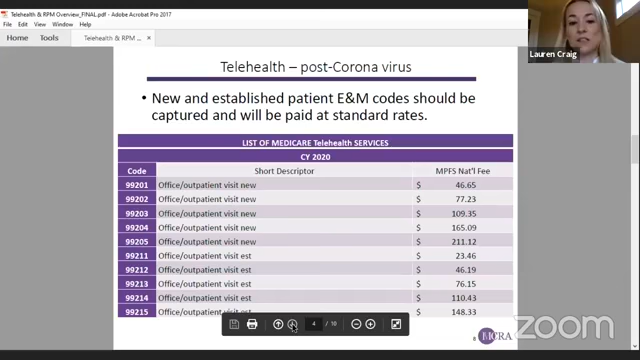 Telehealth & RPM Overview_FINAL.pdf - Adobe Acrobat Pro 2017
File Edit View Window Help
Home Tools Telehealth & RPM ... ×
Lauren Craig
Telehealth – post-Corona virus
• New and established patient E&M codes should be
captured and will be paid at standard rates.
LIST OF MEDICARE Telehealth SERVICES
CY 2020
Code Short Descriptor MPFS Nat'l Fee
99201 Office/outpatient visit new $ 46.65
99202 Office/outpatient visit new $ 77.23
99203 Office/outpatient visit new $ 109.35
99204 Office/outpatient visit new $ 165.09
99205 Office/outpatient visit new $ 211.12
99211 Office/outpatient visit est $ 23.46
99212 Office/outpatient visit est $ 46.19
99213 Office/outpatient visit est $ 76.15
99214 Office/outpatient visit est $ 110.43
99215 Office/outpatient visit est $ 148.33
4 / 10
8
zoom